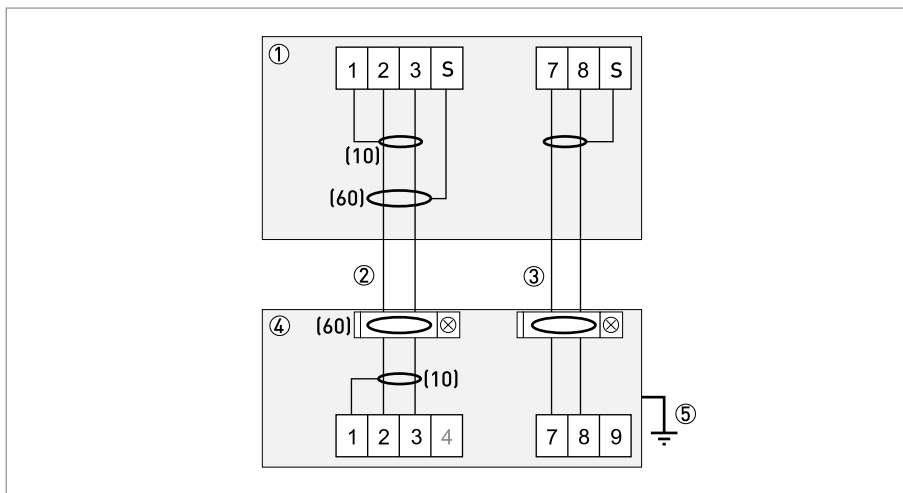 ①
1 2 3 S
7 8 S
(10)
(60)
②
③
④
(60)
(10)
1 2 3 4
7 8 9
⑤